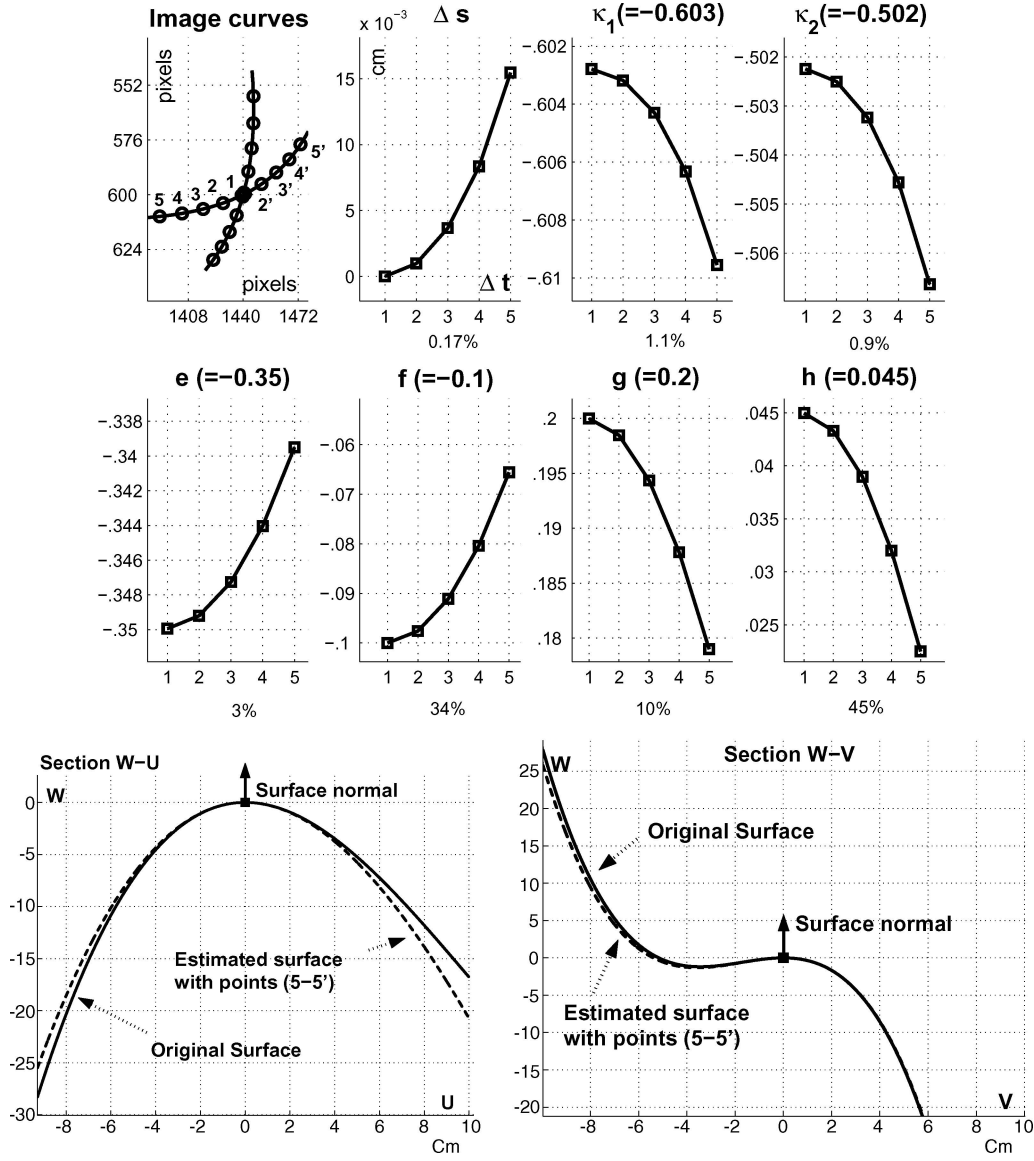 Image curves
pixels
552
576
600
624
5 4 3 2 1
2' 3' 4' 5'
pixels
1408 1440 1472
x 10⁻³ Δ s
cm
15
10
5
0
Δ t
1 2 3 4 5
0.17%
κ₁(=−0.603)
−.602
−.604
−.606
−.608
−.61
1 2 3 4 5
1.1%
κ₂(=−0.502)
−.502
−.503
−.504
−.505
−.506
1 2 3 4 5
0.9%
e (=−0.35)
−.338
−.34
−.342
−.344
−.346
−.348
−.35
1 2 3 4 5
3%
f (=−0.1)
−.06
−.07
−.08
−.09
−.1
1 2 3 4 5
34%
g (=0.2)
.2
.195
.19
.185
.18
1 2 3 4 5
10%
h (=0.045)
.045
.04
.035
.03
.025
1 2 3 4 5
45%
Section W−U
W
Surface normal
0
-5
-10
-15
-20
-25
-30
Estimated surface
with points (5−5')
Original Surface
U
-8 -6 -4 -2 0 2 4 6 8 10
Cm
Section W−V
W
25
20
15
10
5
0
-5
-10
-15
-20
Original Surface
Surface normal
Estimated surface
with points (5−5')
V
-8 -6 -4 -2 0 2 4 6 8 10
Cm